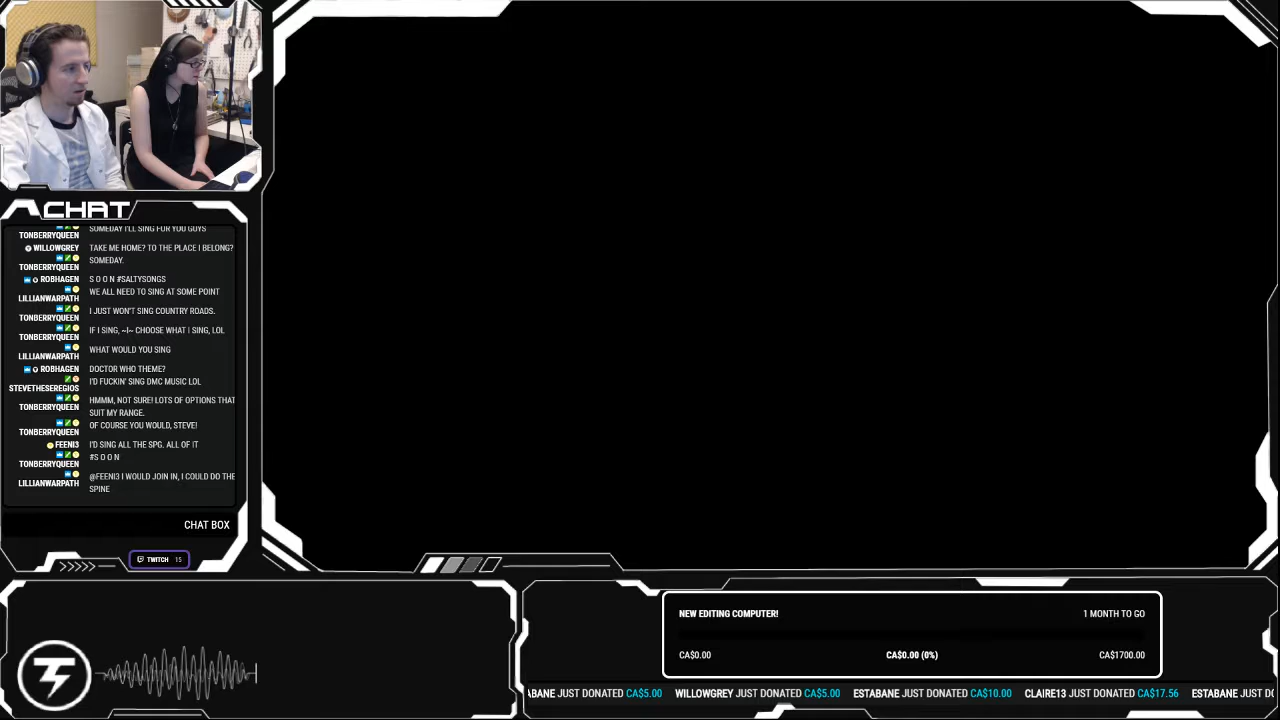 CHAT
SOMEDAY I'LL SING FOR YOU GUYS
TONBERRYQUEEN
WILLOWGREY TAKE ME HOME? TO THE PLACE I BELONG?
SOMEDAY.
TONBERRYQUEEN
ROBHAGEN S O O N #SALTYSONGS
WE ALL NEED TO SING AT SOME POINT
LILLIANWARPATH
I JUST WON'T SING COUNTRY ROADS.
TONBERRYQUEEN
IF I SING, ~I~ CHOOSE WHAT I SING, LOL
TONBERRYQUEEN
WHAT WOULD YOU SING
LILLIANWARPATH
ROBHAGEN DOCTOR WHO THEME?
I'D FUCKIN' SING DMC MUSIC LOL
STEVETHESEREGIOS
HMMM, NOT SURE! LOTS OF OPTIONS THAT
TONBERRYQUEEN SUIT MY RANGE.
OF COURSE YOU WOULD, STEVE!
TONBERRYQUEEN
FEENI3 I'D SING ALL THE SPG. ALL OF IT
#S O O N
TONBERRYQUEEN
@FEENI3 I WOULD JOIN IN, I COULD DO THE
LILLIANWARPATH SPINE
CHAT BOX
TWITCH 15
NEW EDITING COMPUTER! 1 MONTH TO GO
CA$0.00 CA$0.00 (0%) CA$1700.00
ABANE JUST DONATED CA$5.00 WILLOWGREY JUST DONATED CA$5.00 ESTABANE JUST DONATED CA$10.00 CLAIRE13 JUST DONATED CA$17.56 ESTABANE JUST DO